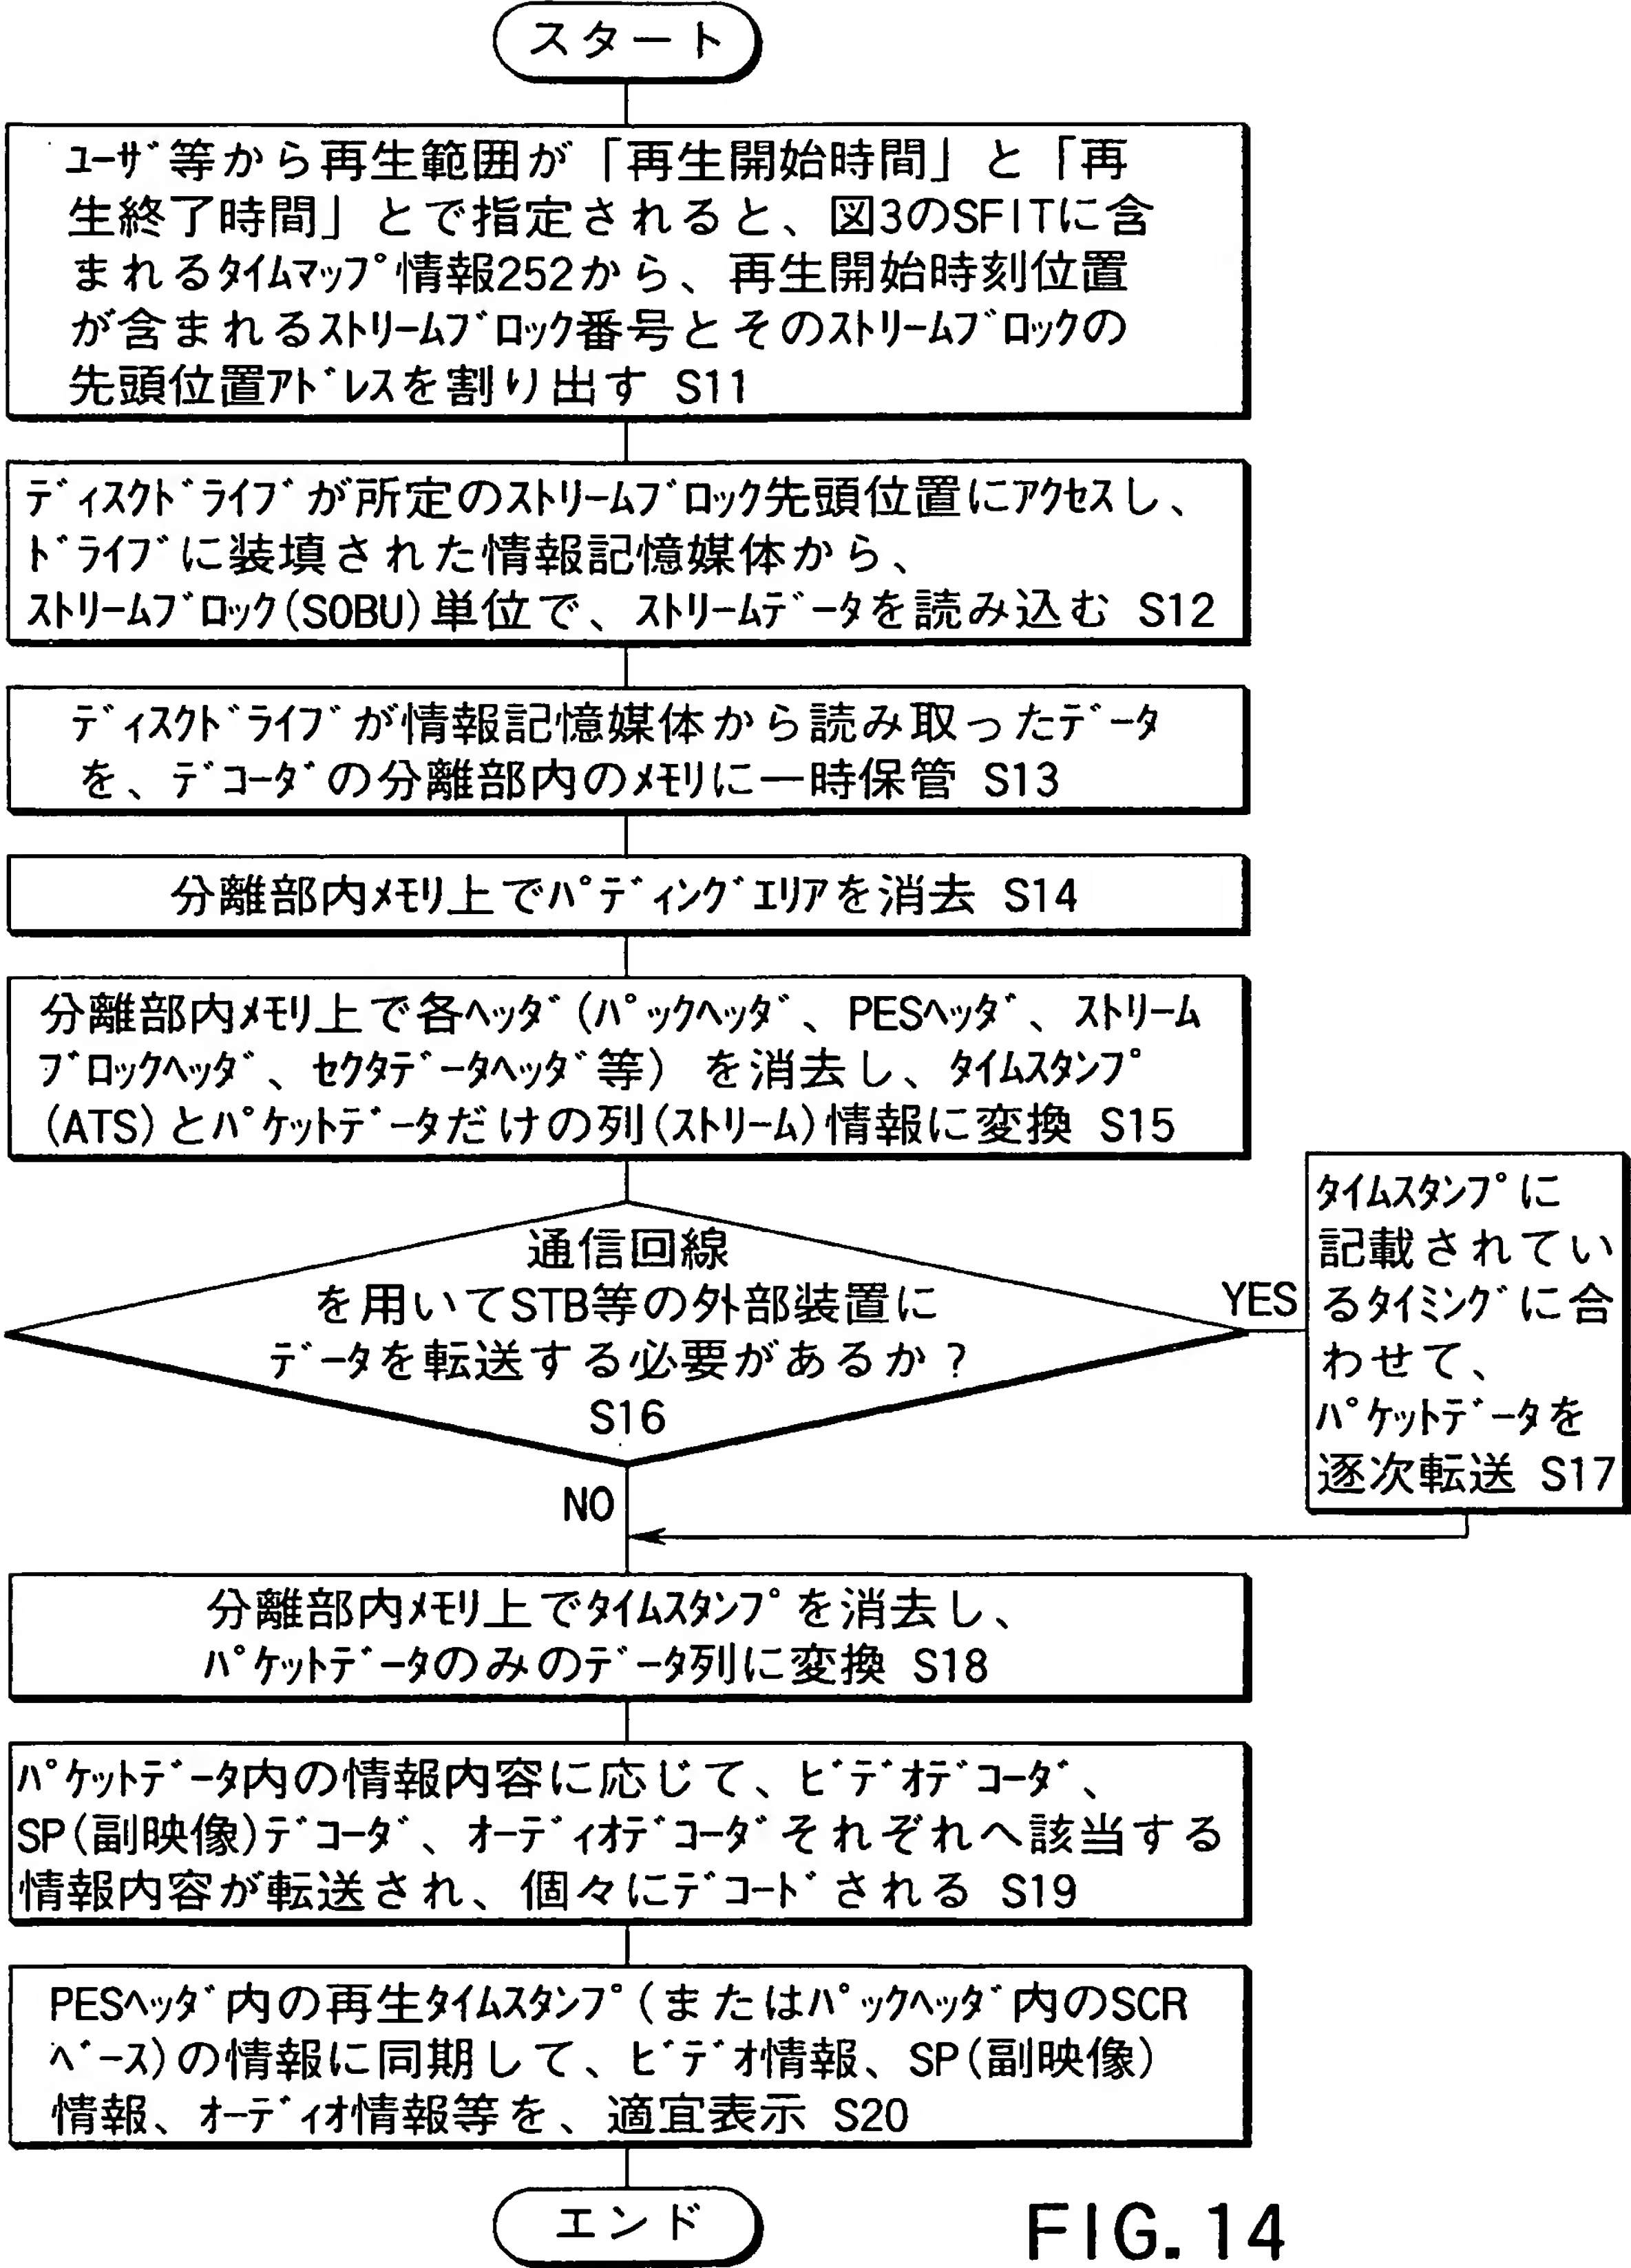 スタート
ユーザ等から再生範囲が「再生開始時間」と「再
生終了時間」とで指定されると、図3のSFITに含
まれるタイムマップ情報252から、再生開始時刻位置
が含まれるストリームブロック番号とそのストリームブロックの
先頭位置アドレスを割り出す S11
ディスクドライブが所定のストリームブロック先頭位置にアクセスし、
ドライブに装填された情報記憶媒体から、
ストリームブロック(SOBU)単位で、ストリームデータを読み込む S12
ディスクドライブが情報記憶媒体から読み取ったデータ
を、デコーダの分離部内のメモリに一時保管 S13
分離部内メモリ上でパディングエリアを消去 S14
分離部内メモリ上で各ヘッダ(パックヘッダ、PESヘッダ、ストリーム
ブロックヘッダ、セクタデータヘッダ等) を消去し、タイムスタンプ
(ATS)とパケットデータだけの列(ストリーム)情報に変換 S15
通信回線
を用いてSTB等の外部装置に
データを転送する必要があるか?
S16
YES
タイムスタンプに
記載されてい
るタイミングに合
わせて、
パケットデータを
逐次転送 S17
NO
分離部内メモリ上でタイムスタンプを消去し、
パケットデータのみのデータ列に変換 S18
パケットデータ内の情報内容に応じて、ビデオデコーダ、
SP(副映像)デコーダ、オーディオデコーダそれぞれへ該当する
情報内容が転送され、個々にデコードされる S19
PESヘッダ内の再生タイムスタンプ(またはパックヘッダ内のSCR
ベース)の情報に同期して、ビデオ情報、SP(副映像)
情報、オーディオ情報等を、適宜表示 S20
エンド
FIG. 14